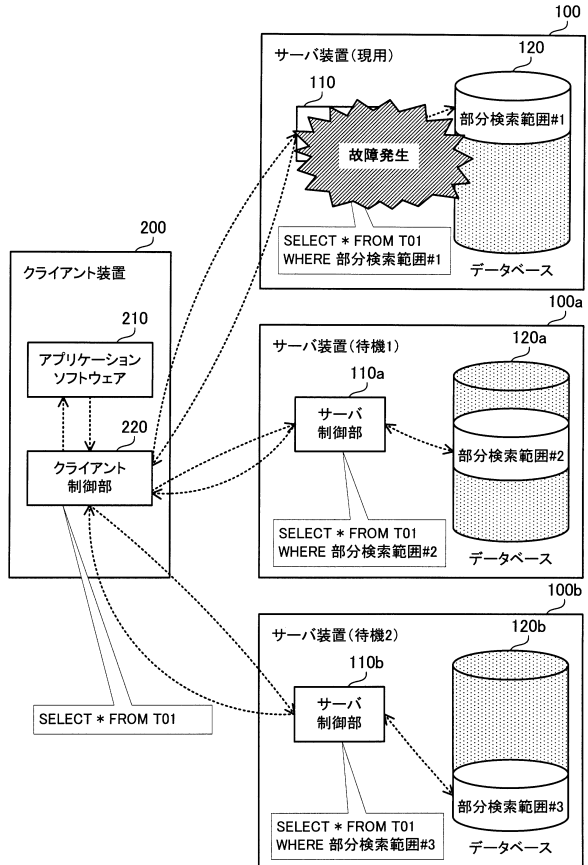 100
サーバ装置(現用)
110
120
部分検索範囲#1
故障発生
SELECT * FROM T01
WHERE 部分検索範囲#1
データベース
200
クライアント装置
210
アプリケーション
ソフトウェア
220
クライアント
制御部
SELECT * FROM T01
100a
サーバ装置(待機1)
110a
120a
サーバ
制御部
部分検索範囲#2
SELECT * FROM T01
WHERE 部分検索範囲#2
データベース
100b
サーバ装置(待機2)
110b
120b
サーバ
制御部
部分検索範囲#3
SELECT * FROM T01
WHERE 部分検索範囲#3
データベース